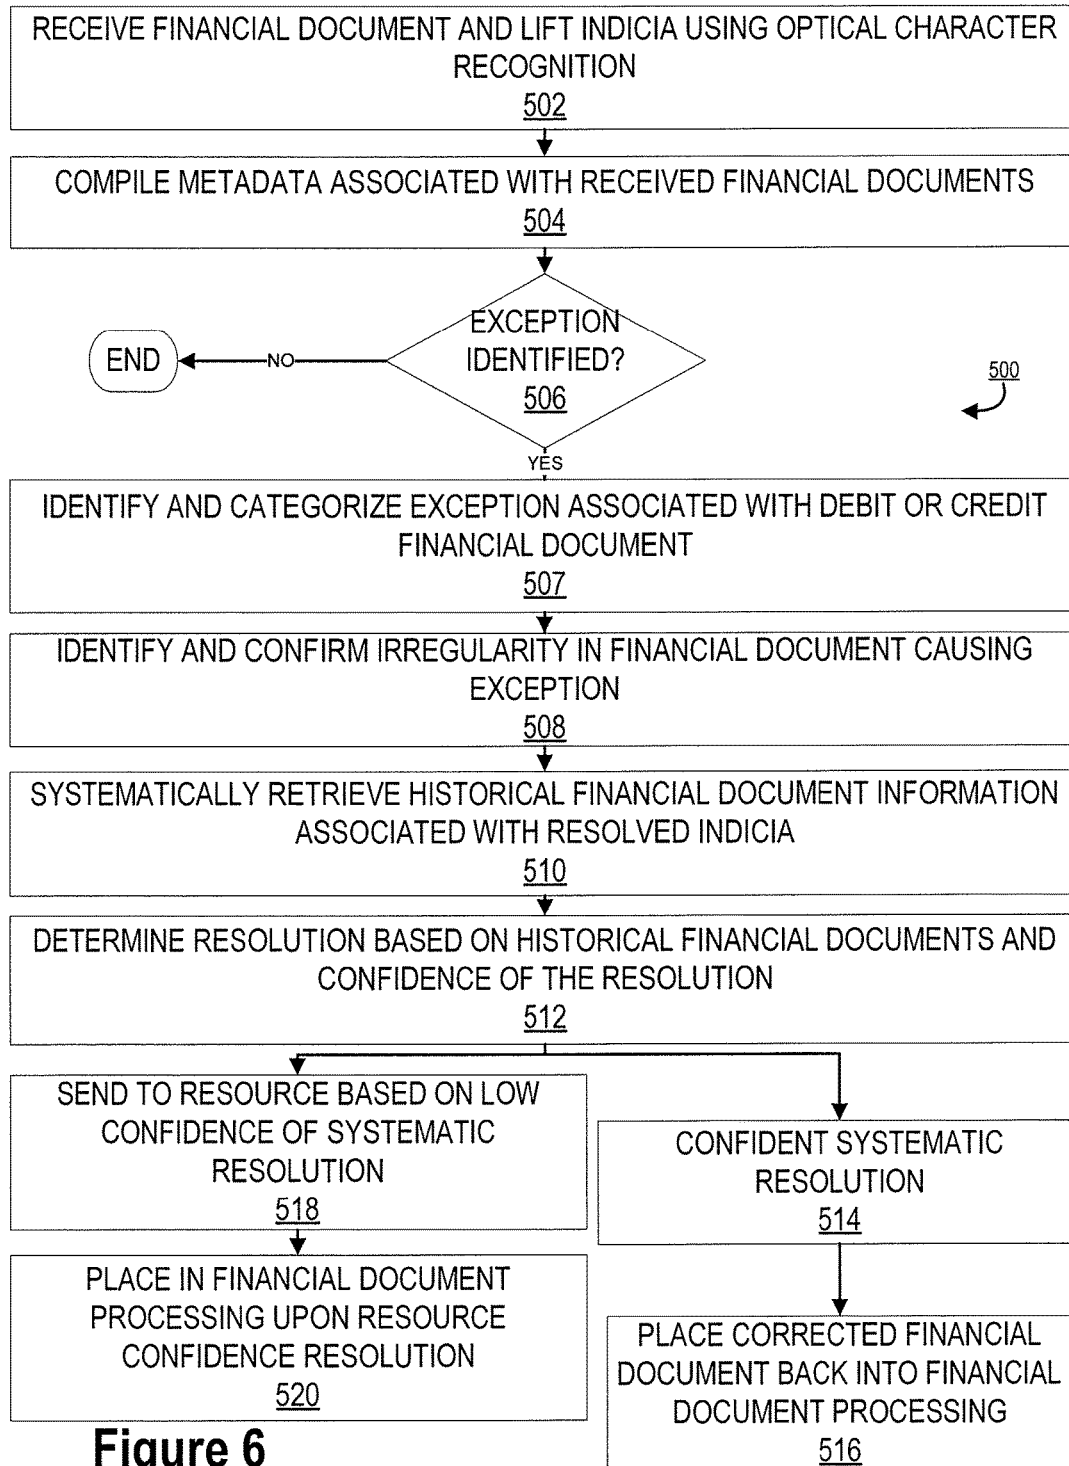 RECEIVE FINANCIAL DOCUMENT AND LIFT INDICIA USING OPTICAL CHARACTER
RECOGNITION
502
COMPILE METADATA ASSOCIATED WITH RECEIVED FINANCIAL DOCUMENTS
504
EXCEPTION
IDENTIFIED?
506
NO
END
500
YES
IDENTIFY AND CATEGORIZE EXCEPTION ASSOCIATED WITH DEBIT OR CREDIT
FINANCIAL DOCUMENT
507
IDENTIFY AND CONFIRM IRREGULARITY IN FINANCIAL DOCUMENT CAUSING
EXCEPTION
508
SYSTEMATICALLY RETRIEVE HISTORICAL FINANCIAL DOCUMENT INFORMATION
ASSOCIATED WITH RESOLVED INDICIA
510
DETERMINE RESOLUTION BASED ON HISTORICAL FINANCIAL DOCUMENTS AND
CONFIDENCE OF THE RESOLUTION
512
SEND TO RESOURCE BASED ON LOW
CONFIDENCE OF SYSTEMATIC
RESOLUTION
518
PLACE IN FINANCIAL DOCUMENT
PROCESSING UPON RESOURCE
CONFIDENCE RESOLUTION
520
CONFIDENT SYSTEMATIC
RESOLUTION
514
PLACE CORRECTED FINANCIAL
DOCUMENT BACK INTO FINANCIAL
DOCUMENT PROCESSING
516
Figure 6